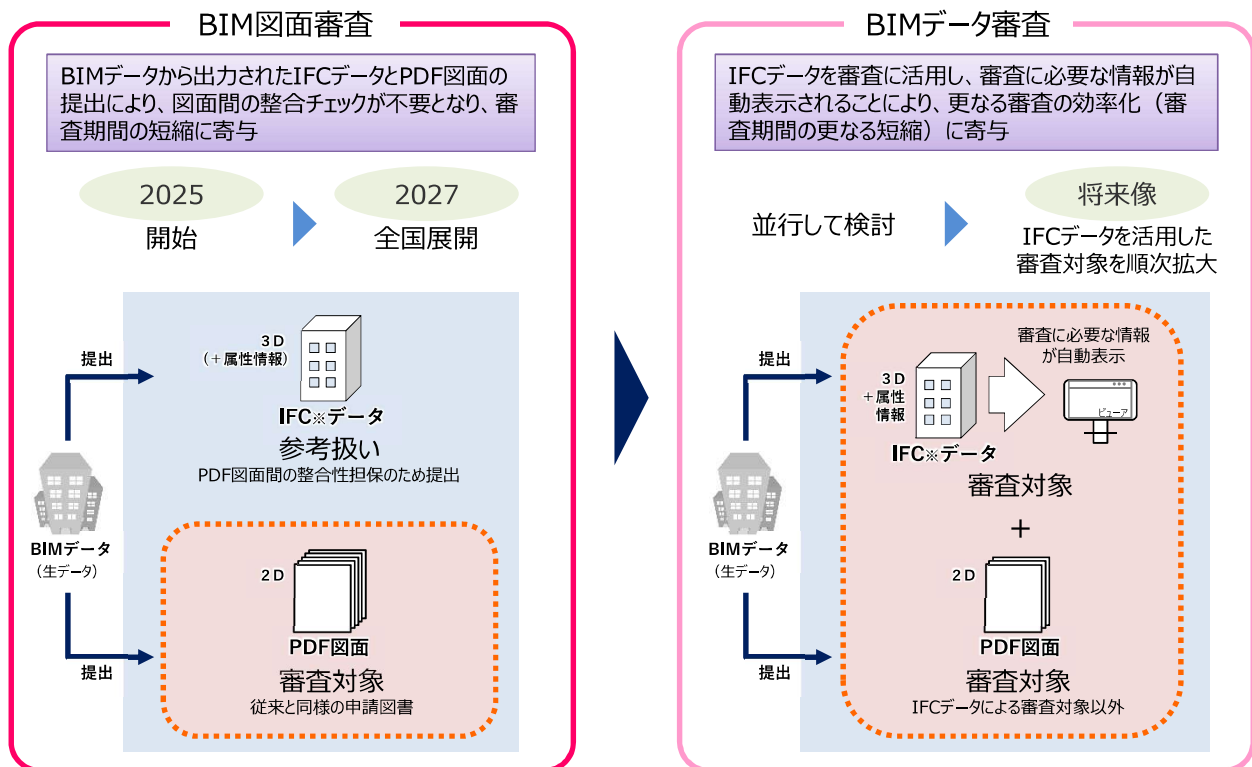 BIM図面審査
BIMデータから出力されたIFCデータとPDF図面の
提出により、図面間の整合チェックが不要となり、審
査期間の短縮に寄与
2025
開始
2027
全国展開
提出
3D
(+属性情報)
IFC※データ
参考扱い
PDF図面間の整合性担保のため提出
BIMデータ
(生データ)
2D
PDF図面
提出
審査対象
従来と同様の申請図書
BIMデータ審査
IFCデータを審査に活用し、審査に必要な情報が自
動表示されることにより、更なる審査の効率化（審
査期間の更なる短縮）に寄与
並行して検討
将来像
IFCデータを活用した
審査対象を順次拡大
提出
審査に必要な情報
が自動表示
3D
+属性
情報
ビューア
IFC※データ
審査対象
+
BIMデータ
(生データ)
2D
PDF図面
提出
審査対象
IFCデータによる審査対象以外